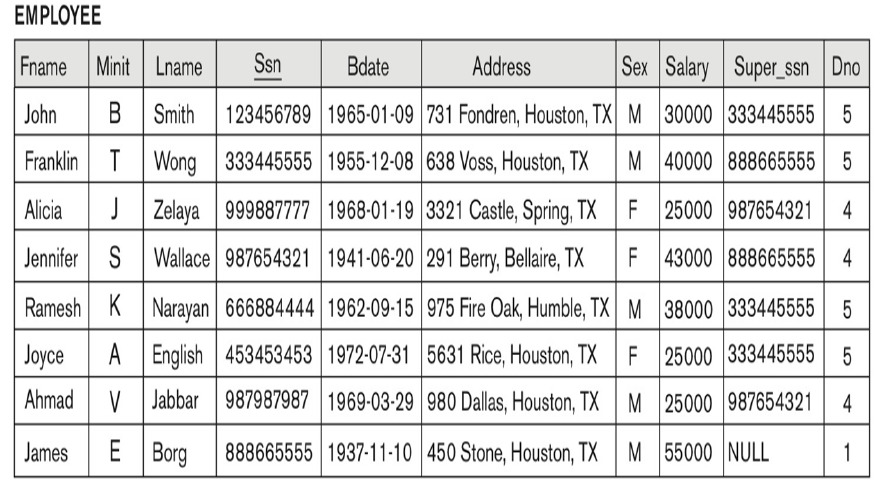 EMPLOYEE
Fname Minit Lname Ssn Bdate Address Sex Salary Super_ssn Dno
John B Smith 123456789 1965-01-09 731 Fondren, Houston, TX M 30000 333445555 5
Franklin T Wong 333445555 1955-12-08 638 Voss, Houston, TX M 40000 888665555 5
Alicia J Zelaya 999887777 1968-01-19 3321 Castle, Spring, TX F 25000 987654321 4
Jennifer S Wallace 987654321 1941-06-20 291 Berry, Bellaire, TX F 43000 888665555 4
Ramesh K Narayan 666884444 1962-09-15 975 Fire Oak, Humble, TX M 38000 333445555 5
Joyce A English 453453453 1972-07-31 5631 Rice, Houston, TX F 25000 333445555 5
Ahmad V Jabbar 987987987 1969-03-29 980 Dallas, Houston, TX M 25000 987654321 4
James E Borg 888665555 1937-11-10 450 Stone, Houston, TX M 55000 NULL 1